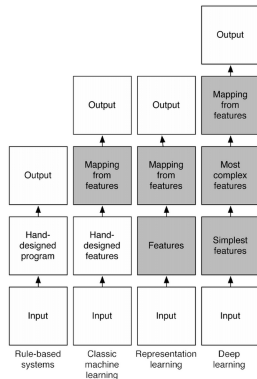 Output
Output
Output
Mapping
from
features
Output
Mapping
from
features
Mapping
from
features
Most
complex
features
Hand-
designed
program
Hand-
designed
features
Features
Simplest
features
Input
Input
Input
Input
Rule-based
systems
Classic
machine
learning
Representation
learning
Deep
learning